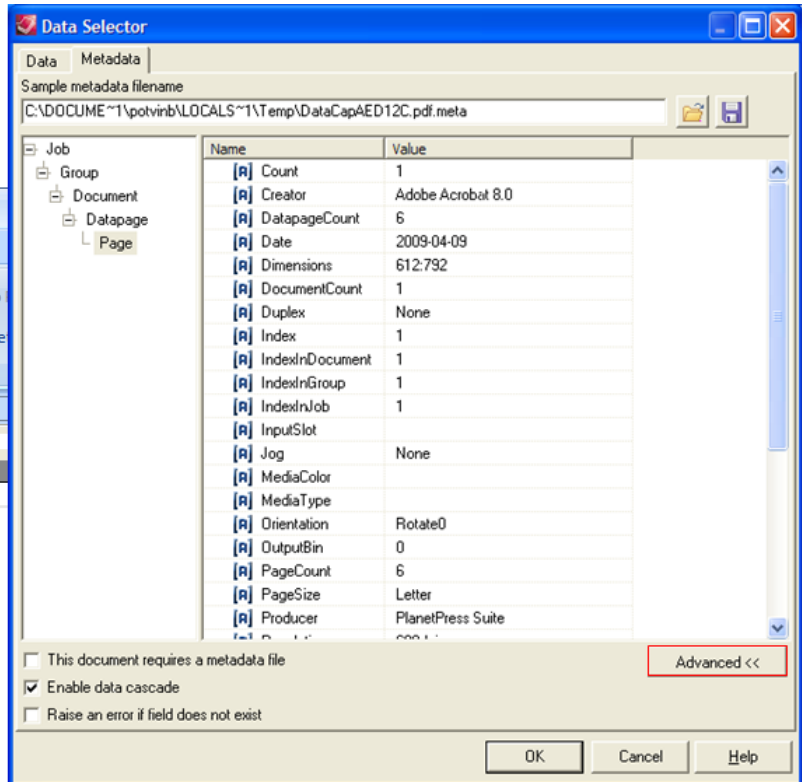 Data Selector
Data Metadata
Sample metadata filename
C:\DOCUME~1\potvinb\LOCALS~1\Temp\DataCapAED12C.pdf.meta
Job
Group
Document
Datapage
Page
Name Value
[A] Count 1
[A] Creator Adobe Acrobat 8.0
[A] DatapageCount 6
[A] Date 2009-04-09
[A] Dimensions 612:792
[A] DocumentCount 1
[A] Duplex None
[A] Index 1
[A] IndexInDocument 1
[A] IndexInGroup 1
[A] IndexInJob 1
[A] InputSlot
[A] Jog None
[A] MediaColor
[A] MediaType
[A] Orientation Rotate0
[A] OutputBin 0
[A] PageCount 6
[A] PageSize Letter
[A] Producer PlanetPress Suite
This document requires a metadata file
Advanced <<
Enable data cascade
Raise an error if field does not exist
OK Cancel Help